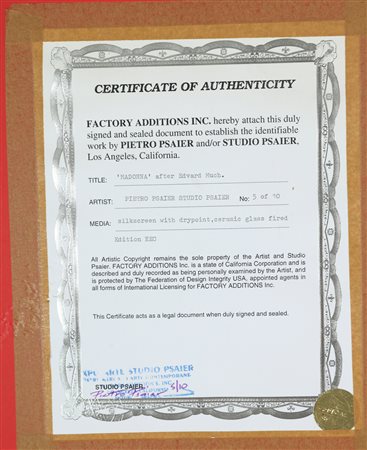 CERTIFICATE OF AUTHENTICITY
FACTORY ADDITIONS INC. hereby attach this duly
signed and sealed document to establish the identifiable
work by PIETRO PSAIER and/or STUDIO PSAIER,
Los Angeles, California.
TITLE: 'MADONNA' after Edvard Much.
ARTIST: PIETRO PSAIER STUDIO PSAIER No: 5 of 10
MEDIA: silkscreen with drypoint,ceramic glass fired
Edition XXC
All Artistic Copyright remains the sole property of the Artist and Studio
Psaier. FACTORY ADDITIONS INC. is a state of California Corporation and is
described and duly recorded as being personally examined by the Artist, and
is protected by The Federation of Design Integrity USA, appointed agents in
all forms of International Licensing for FACTORY ADDITIONS Inc.
This Certificate acts as a legal document when duly signed and sealed.
STUDIO PSAIER
STUDIO PSAIER,
Pietro Psaier 5/10